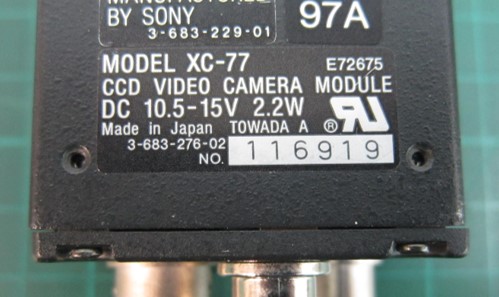 MANUFACTURED
BY SONY
3-683-229-01
97A
MODEL XC-77
E72675
CCD VIDEO CAMERA MODULE
DC 10.5-15V 2.2W
Made in Japan TOWADA A ®
3-683-276-02
NO. 116919